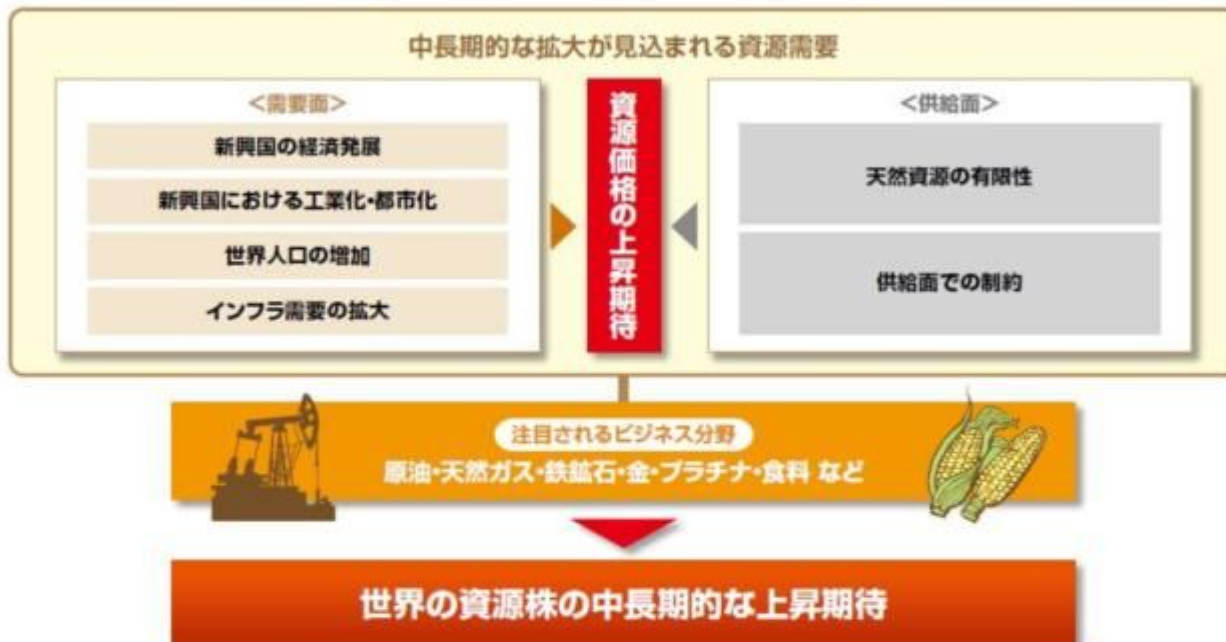 中長期的な拡大が見込まれる資源需要
＜需要面＞
新興国の経済発展
新興国における工業化・都市化
世界人口の増加
インフラ需要の拡大
資源価格の上昇期待
＜供給面＞
天然資源の有限性
供給面での制約
注目されるビジネス分野
原油・天然ガス・鉄鉱石・金・プラチナ・食料 など
世界の資源株の中長期的な上昇期待